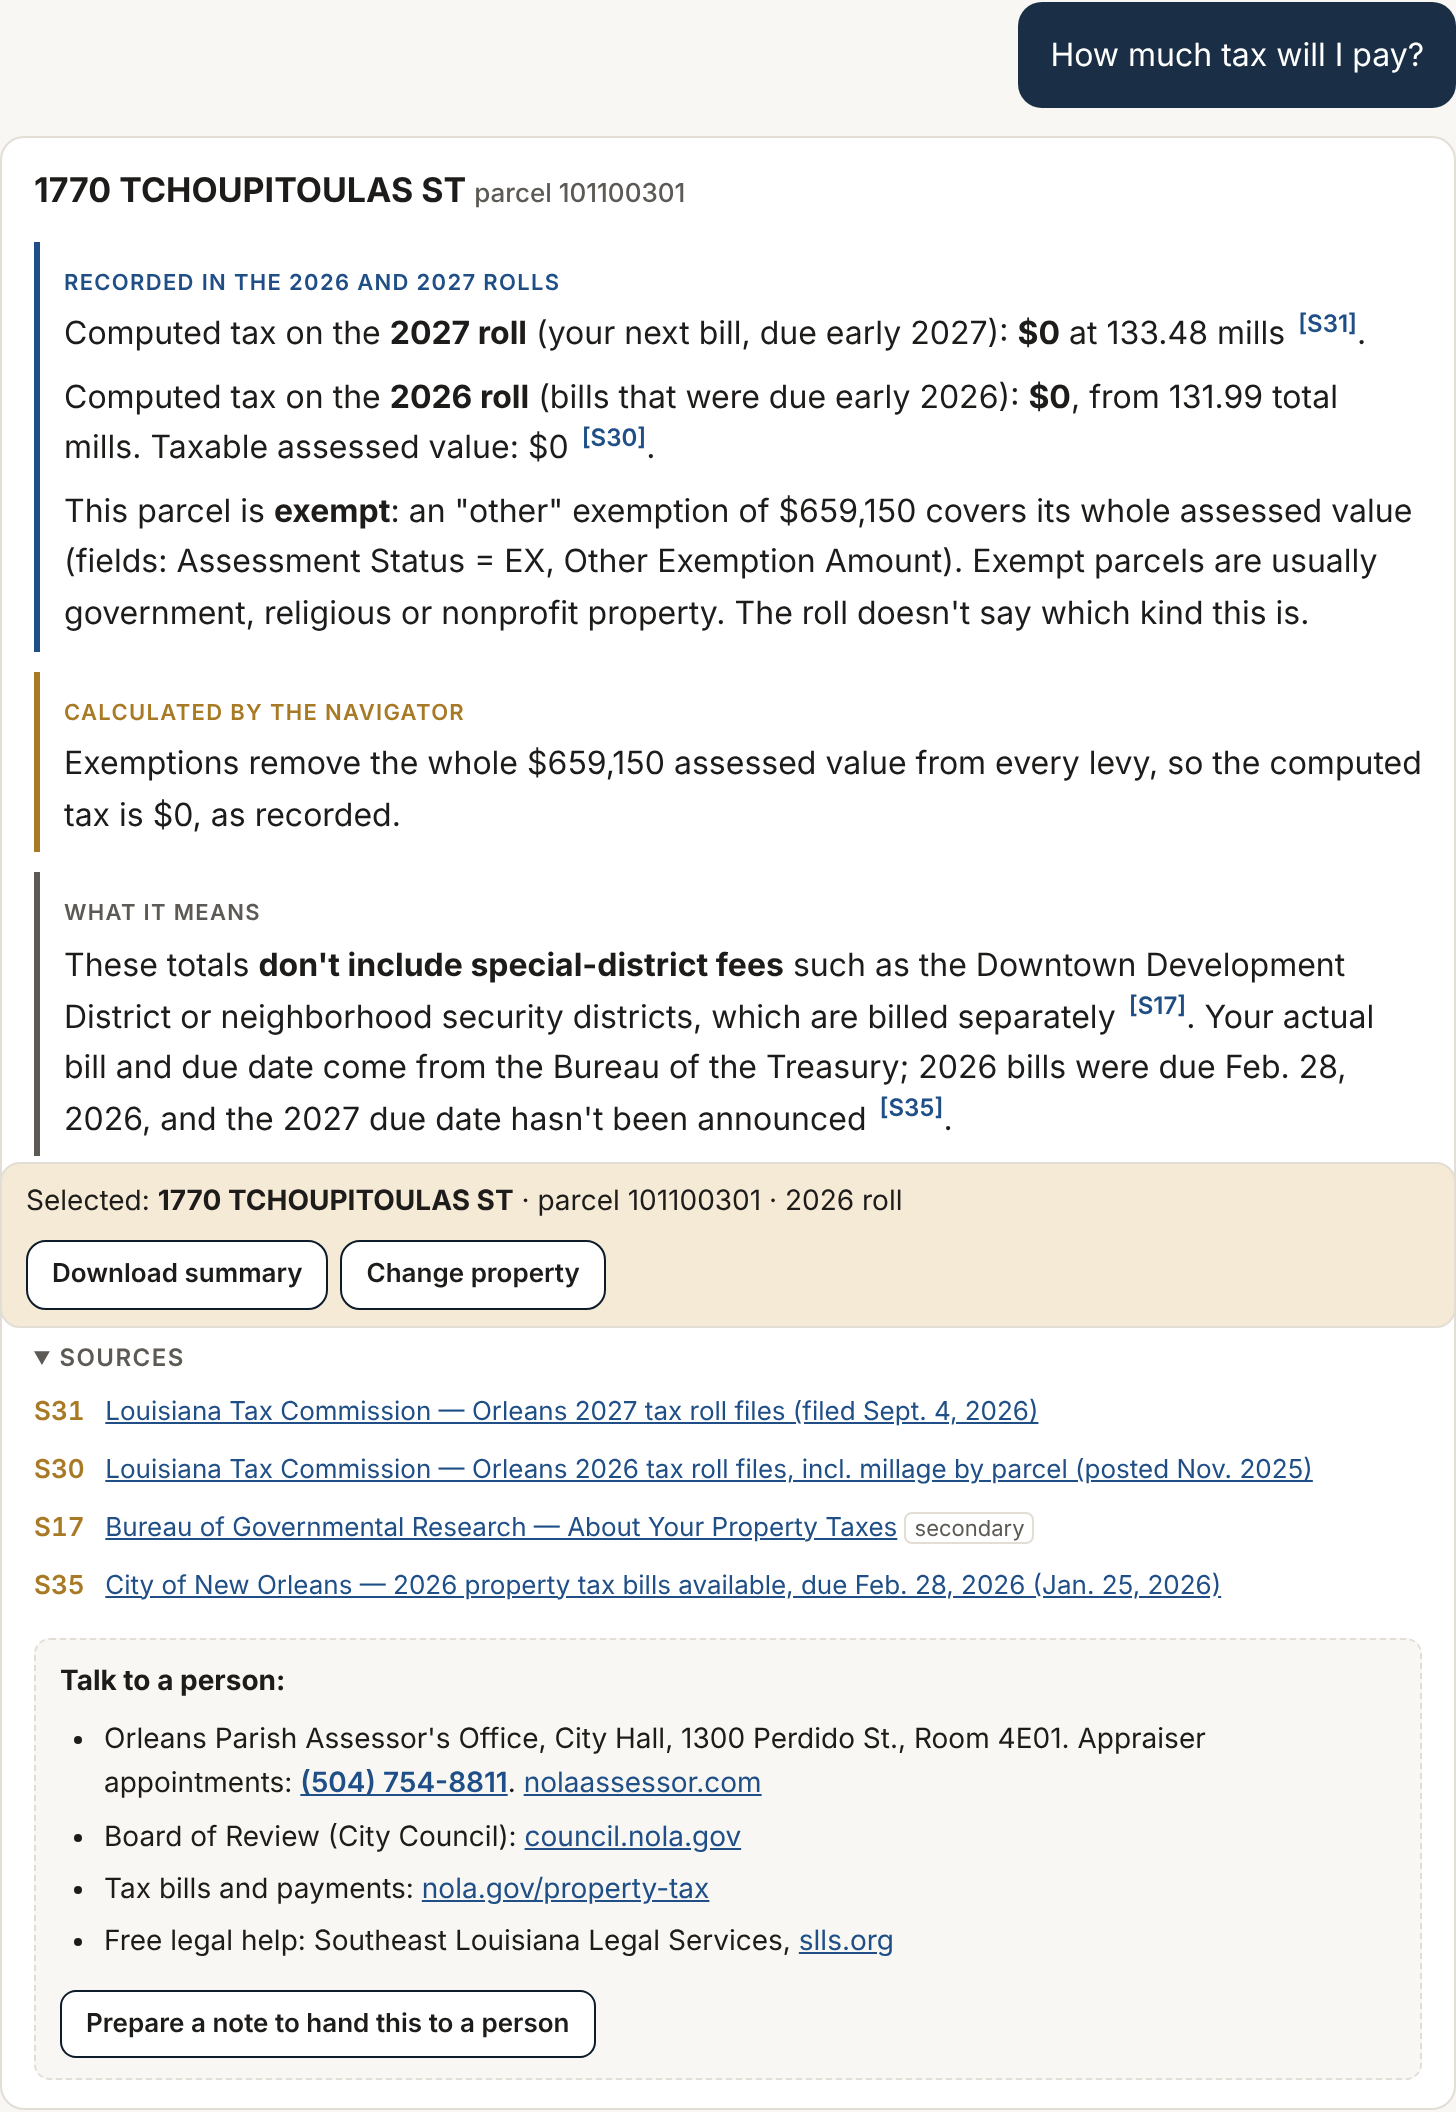 How much tax will I pay?
1770 TCHOUPITOULAS ST parcel 101100301
RECORDED IN THE 2026 AND 2027 ROLLS
Computed tax on the 2027 roll (your next bill, due early 2027): $0 at 133.48 mills [S31].
Computed tax on the 2026 roll (bills that were due early 2026): $0, from 131.99 total
mills. Taxable assessed value: $0 [S30].
This parcel is exempt: an "other" exemption of $659,150 covers its whole assessed value
(fields: Assessment Status = EX, Other Exemption Amount). Exempt parcels are usually
government, religious or nonprofit property. The roll doesn't say which kind this is.
CALCULATED BY THE NAVIGATOR
Exemptions remove the whole $659,150 assessed value from every levy, so the computed
tax is $0, as recorded.
WHAT IT MEANS
These totals don't include special-district fees such as the Downtown Development
District or neighborhood security districts, which are billed separately [S17]. Your actual
bill and due date come from the Bureau of the Treasury; 2026 bills were due Feb. 28,
2026, and the 2027 due date hasn't been announced [S35].
Selected: 1770 TCHOUPITOULAS ST · parcel 101100301 · 2026 roll
Download summary Change property
▼ SOURCES
S31 Louisiana Tax Commission — Orleans 2027 tax roll files (filed Sept. 4, 2026)
S30 Louisiana Tax Commission — Orleans 2026 tax roll files, incl. millage by parcel (posted Nov. 2025)
S17 Bureau of Governmental Research — About Your Property Taxes secondary
S35 City of New Orleans — 2026 property tax bills available, due Feb. 28, 2026 (Jan. 25, 2026)
Talk to a person:
• Orleans Parish Assessor's Office, City Hall, 1300 Perdido St., Room 4E01. Appraiser
appointments: (504) 754-8811. nolaassessor.com
• Board of Review (City Council): council.nola.gov
• Tax bills and payments: nola.gov/property-tax
• Free legal help: Southeast Louisiana Legal Services, slls.org
Prepare a note to hand this to a person